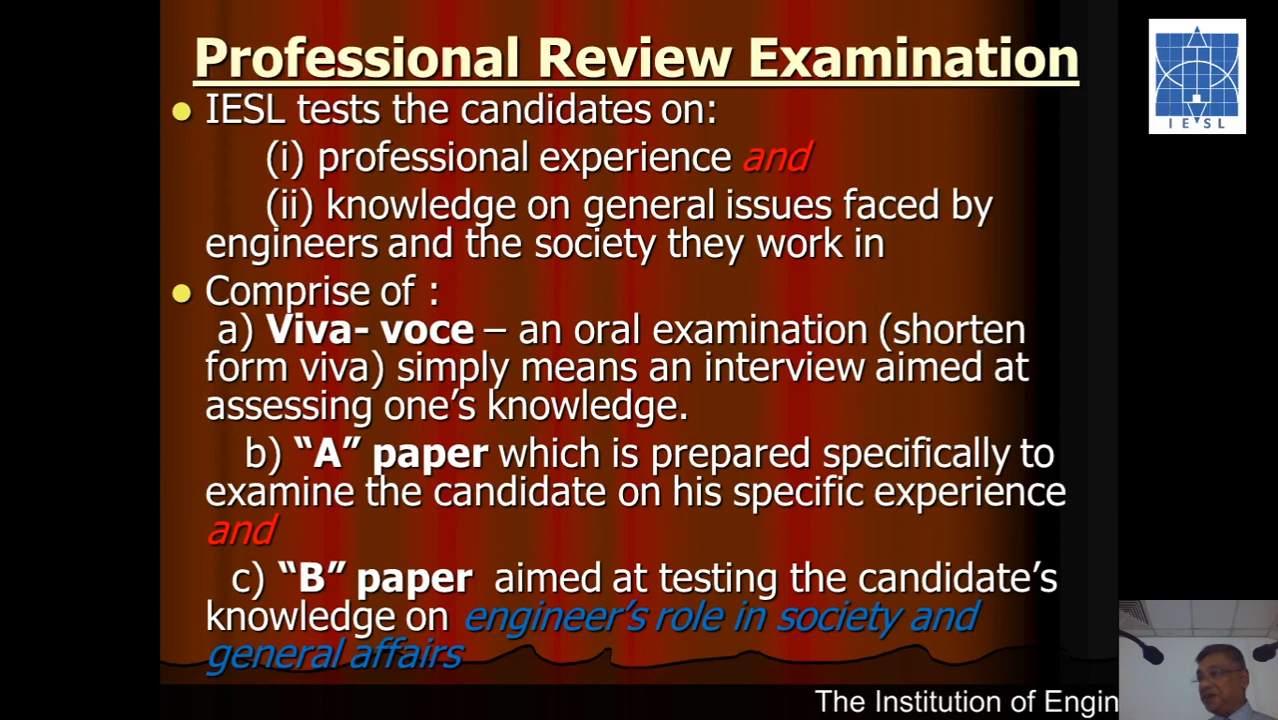 Professional Review Examination
IESL tests the candidates on:
(i) professional experience and
(ii) knowledge on general issues faced by
engineers and the society they work in
Comprise of :
a) Viva- voce – an oral examination (shorten
form viva) simply means an interview aimed at
assessing one’s knowledge.
b) “A” paper which is prepared specifically to
examine the candidate on his specific experience
and
c) “B” paper aimed at testing the candidate’s
knowledge on engineer’s role in society and
general affairs
The Institution of Engin
IESL